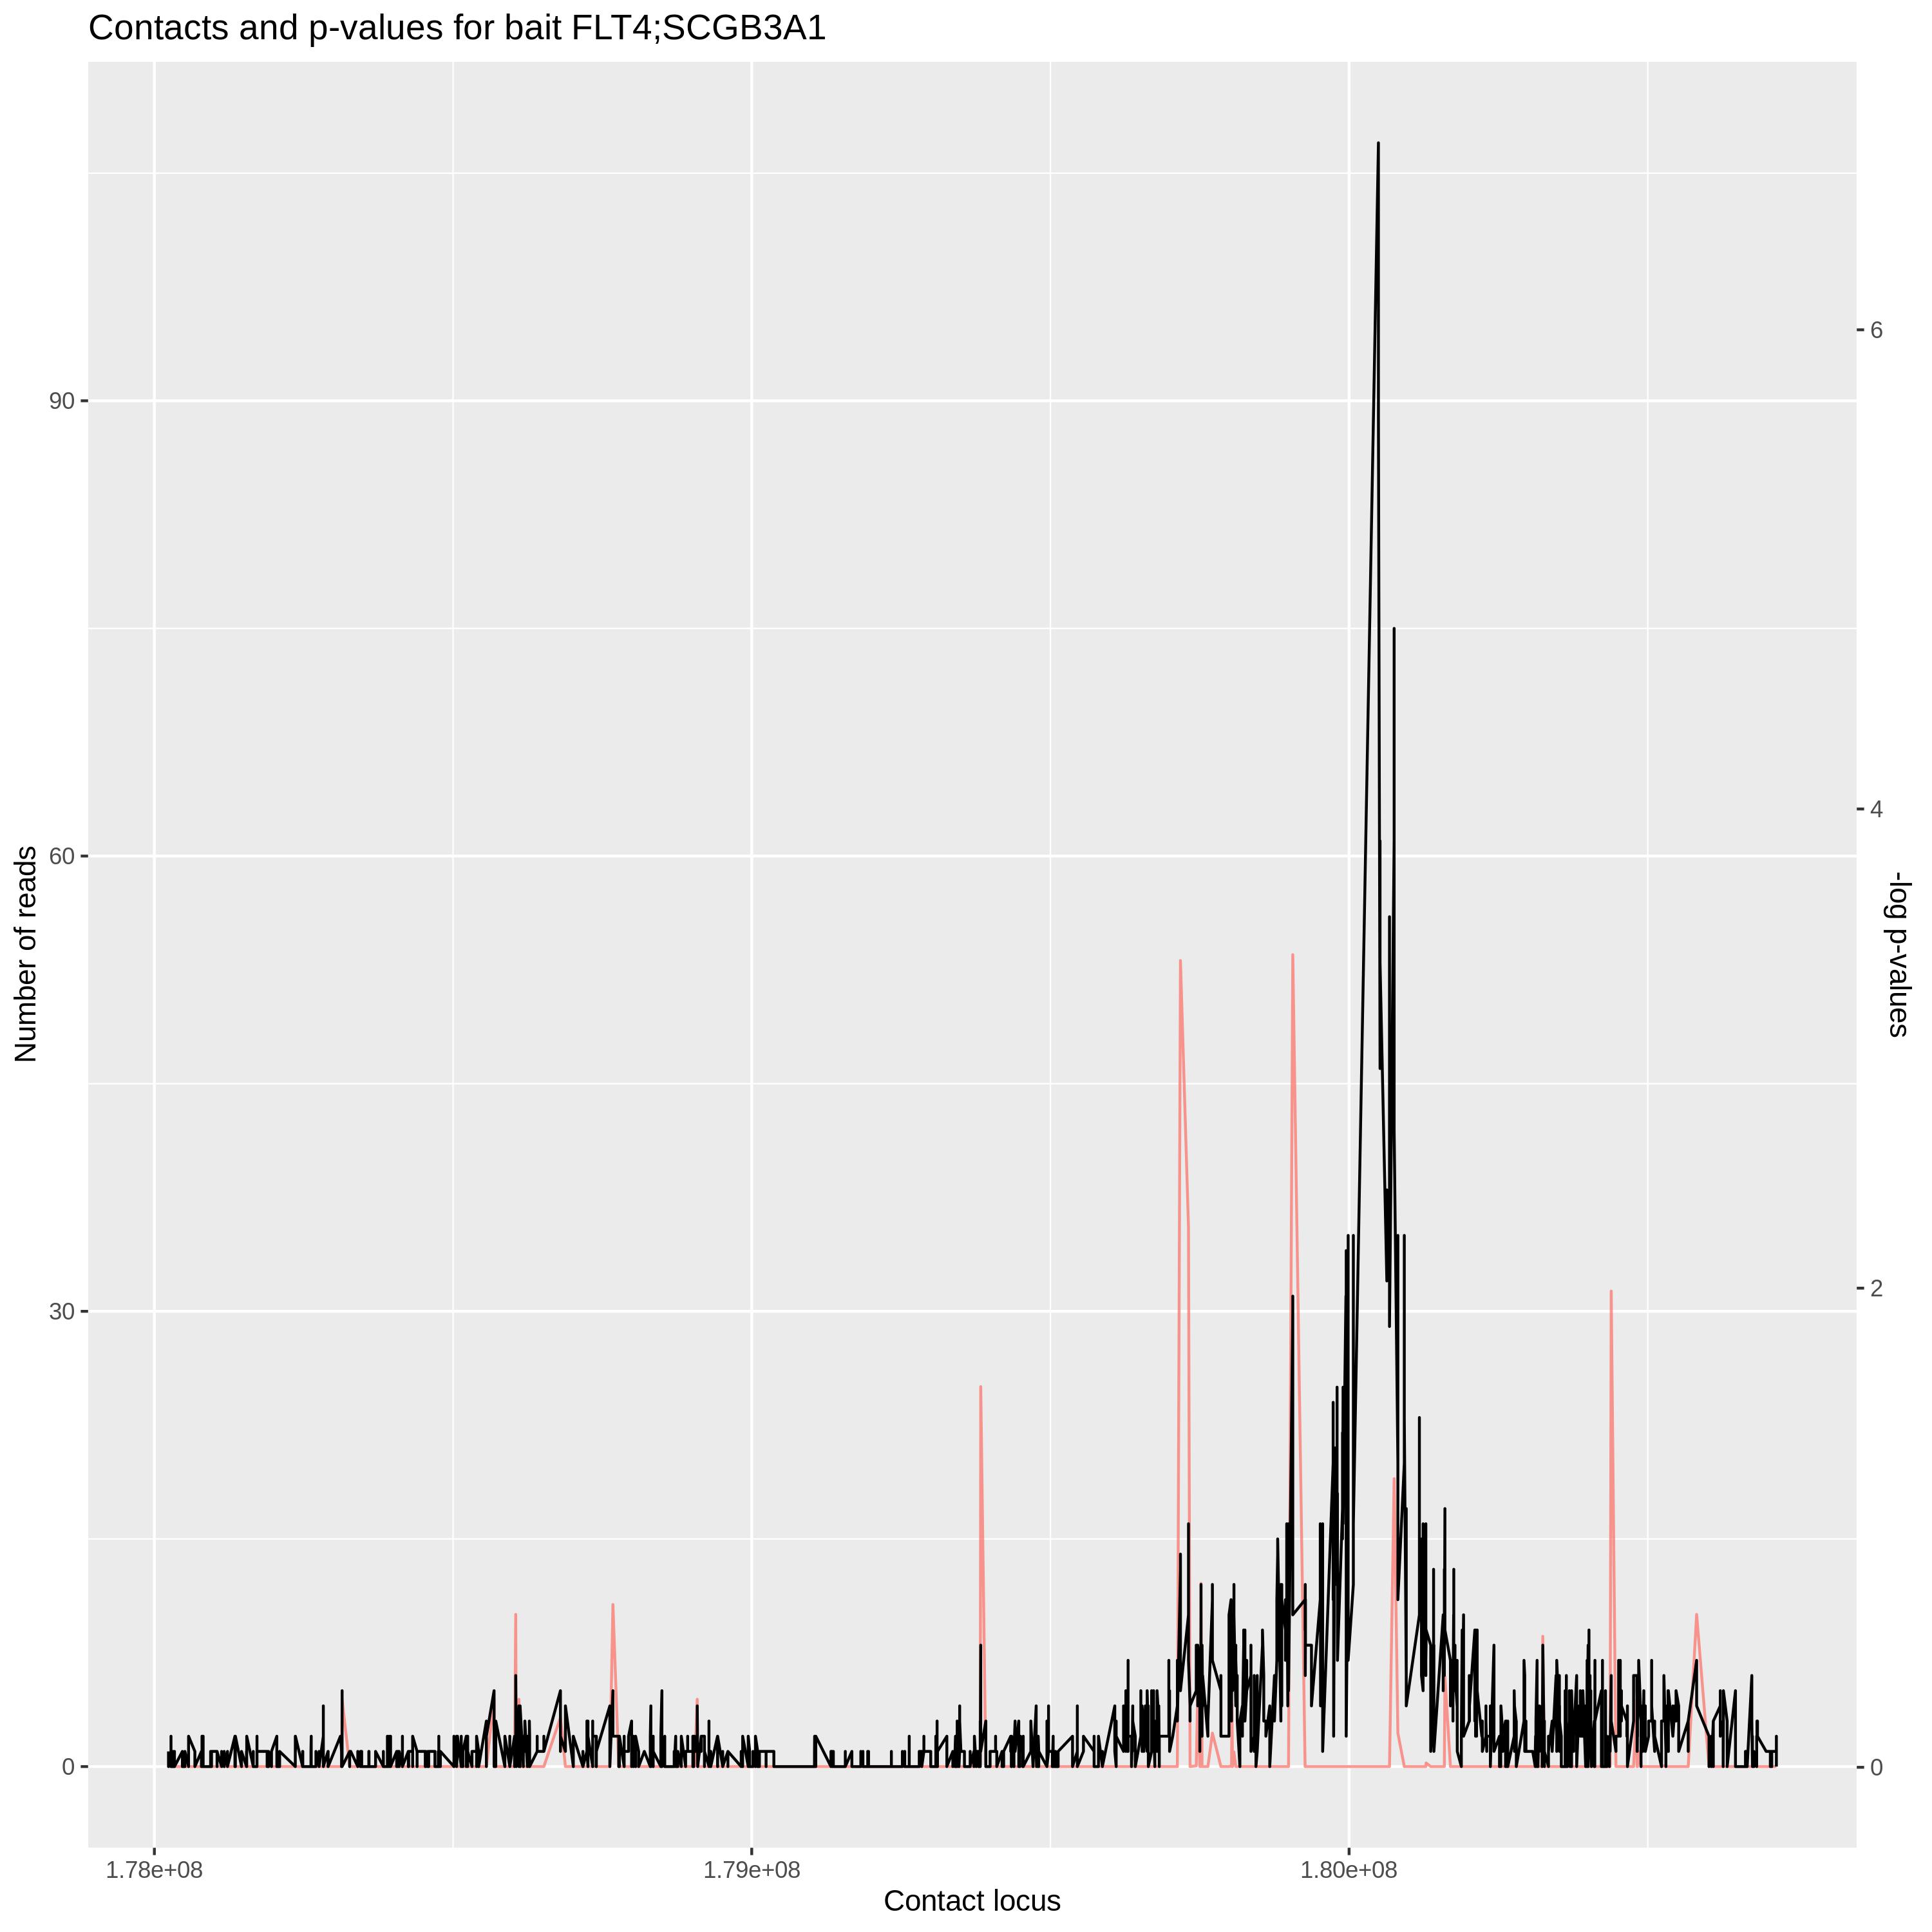 Contacts and p-values for bait FLT4;SCGB3A1
Number of reads
90
60
30
0
-log p-values
6
4
2
0
1.78e+08
1.79e+08
1.80e+08
Contact locus